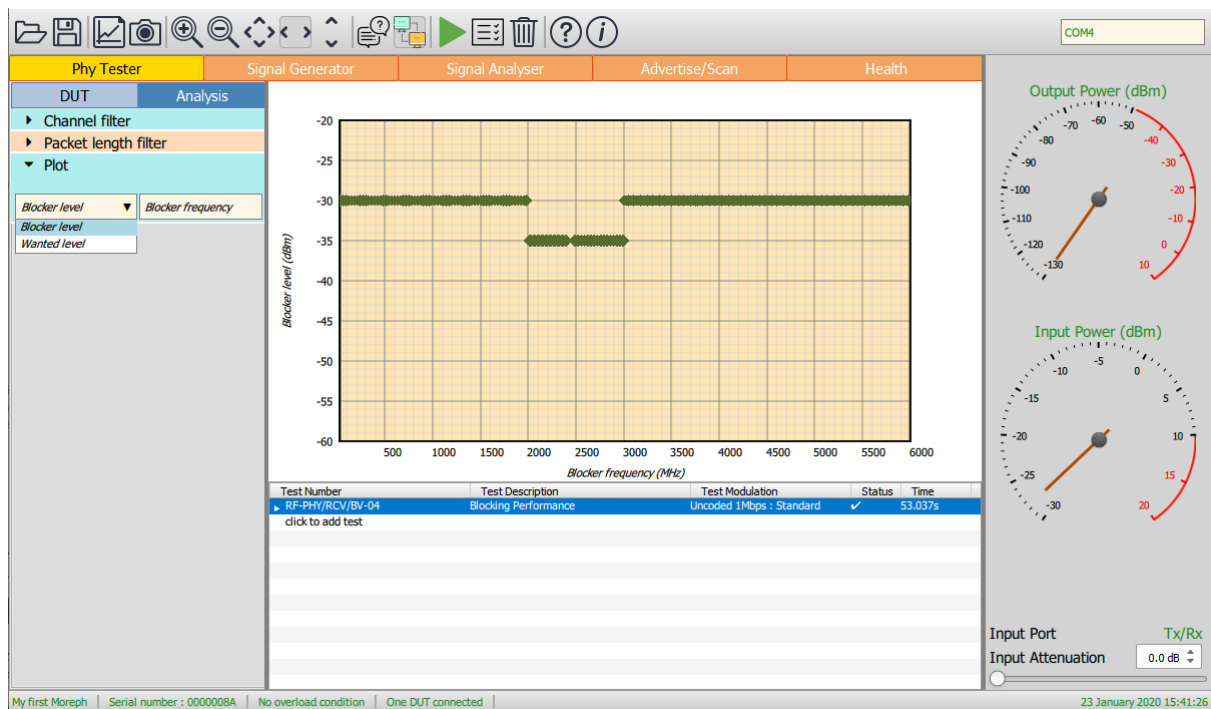 COM4
Phy Tester Signal Generator Signal Analyser Advertise/Scan Health
DUT Analysis
Channel filter
Packet length filter
Plot
Blocker level Blocker frequency
Blocker level
Wanted level
-20
-25
-30
-35
-40
-45
-50
-55
-60
Blocker level (dBm)
500 1000 1500 2000 2500 3000 3500 4000 4500 5000 5500 6000
Blocker frequency (MHz)
Test Number Test Description Test Modulation Status Time
RF-PHY/RCV/BV-04 Blocking Performance Uncoded 1Mbps : Standard ✓ 53.037s
click to add test
Output Power (dBm)
-130
-120
-110
-100
-90
-80
-70
-60
-50
-40
-30
-20
-10
0
10
Input Power (dBm)
-30
-25
-20
-15
-10
-5
0
5
10
15
20
Input Port Tx/Rx
Input Attenuation 0.0 dB
My first Moreph Serial number : 0000008A No overload condition One DUT connected 23 January 2020 15:41:26